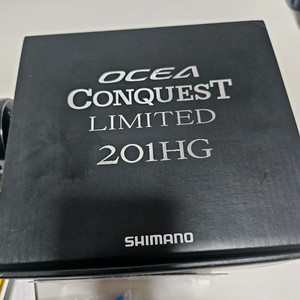 OCEA
CONQUEST
LIMITED
201HG
SHIMANO